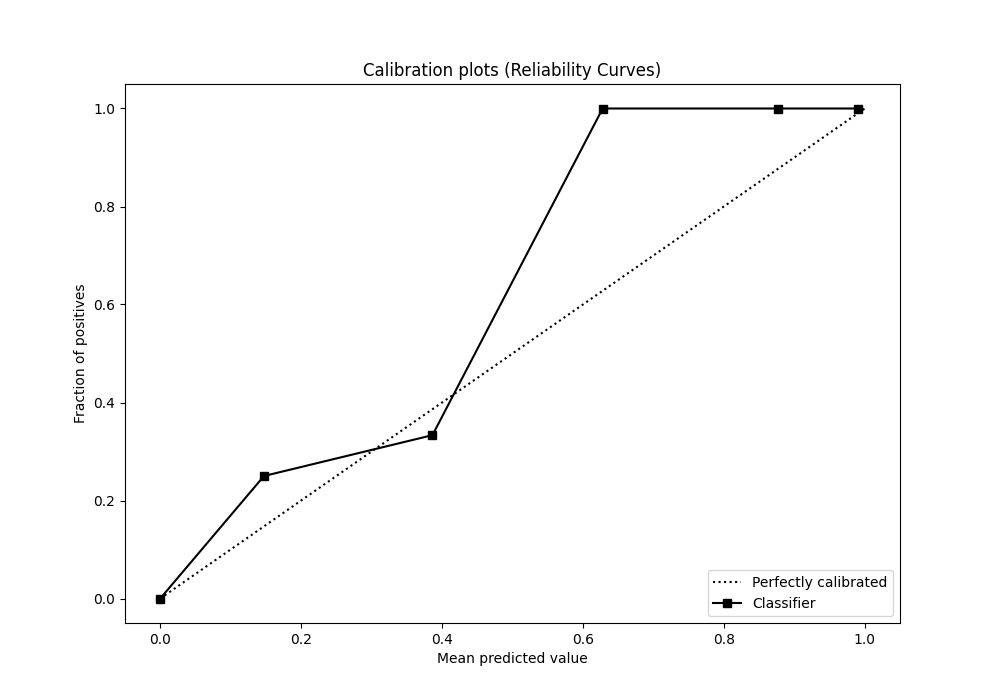 Calibration plots (Reliability Curves)
1.0
0.8
0.6
0.4
0.2
0.0
Fraction of positives
Perfectly calibrated
Classifier
0.0 0.2 0.4 0.6 0.8 1.0
Mean predicted value